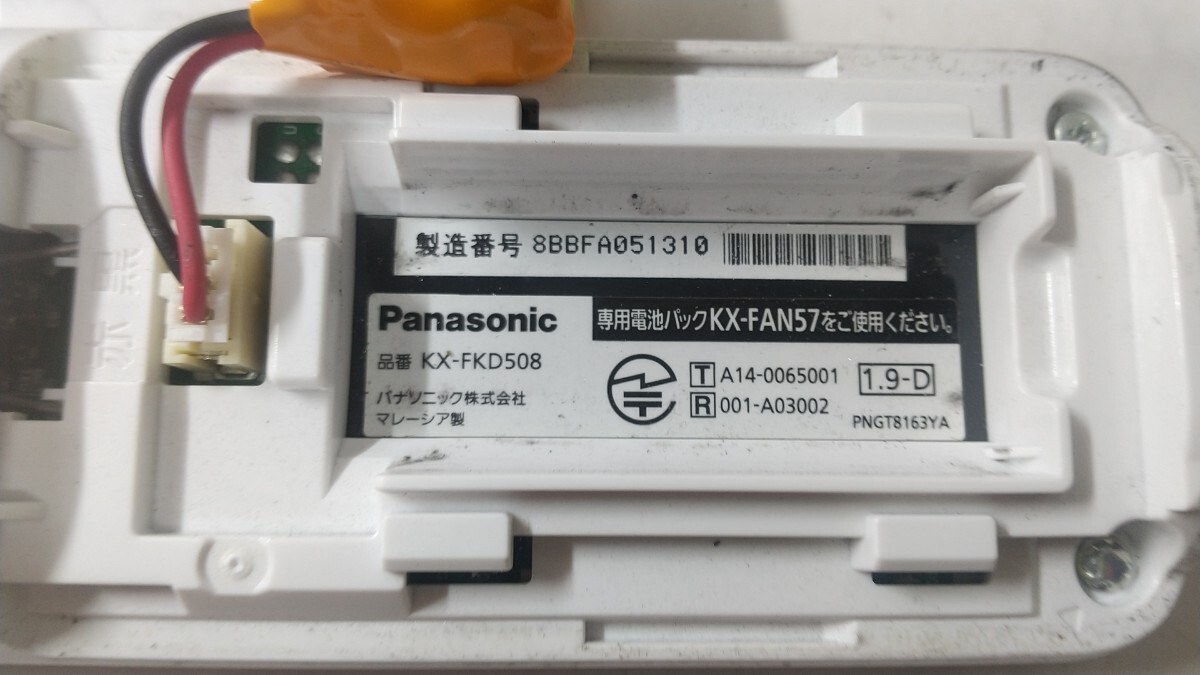 製造番号 8BBFA051310
Panasonic
専用電池パックKX-FAN57をご使用ください。
品番 KX-FKD508
パナソニック株式会社
マレーシア製
T A14-0065001
R 001-A03002
1.9-D
PNGT8163YA
黒
赤